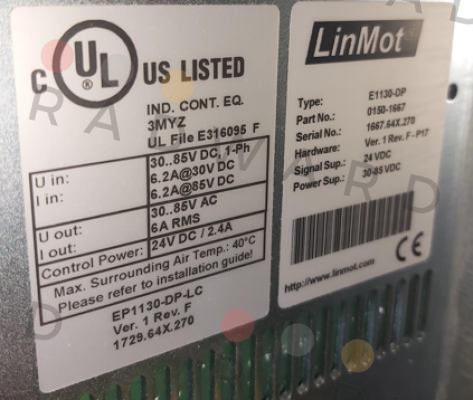 c UL ® US LISTED
IND. CONT. EQ.
3MYZ
UL File E316095 F
U in: 30..85V DC, 1-Ph
I in: 6.2A@30V DC
6.2A@85V DC
U out: 30..85V AC
I out: 6A RMS
Control Power: 24V DC / 2.4A
Max. Surrounding Air Temp.: 40°C
Please refer to installation guide!
EP1130-DP-LC
Ver. 1 Rev. F
1729.64X.270
LinMot®
Type: E1130-DP
Part No.: 0150-1667
Serial No.: 1667.64X.270
Hardware: Ver. 1 Rev. F - P17
Signal Sup.: 24 VDC
Power Sup.: 30-85 VDC
CE
http://www.linmot.com